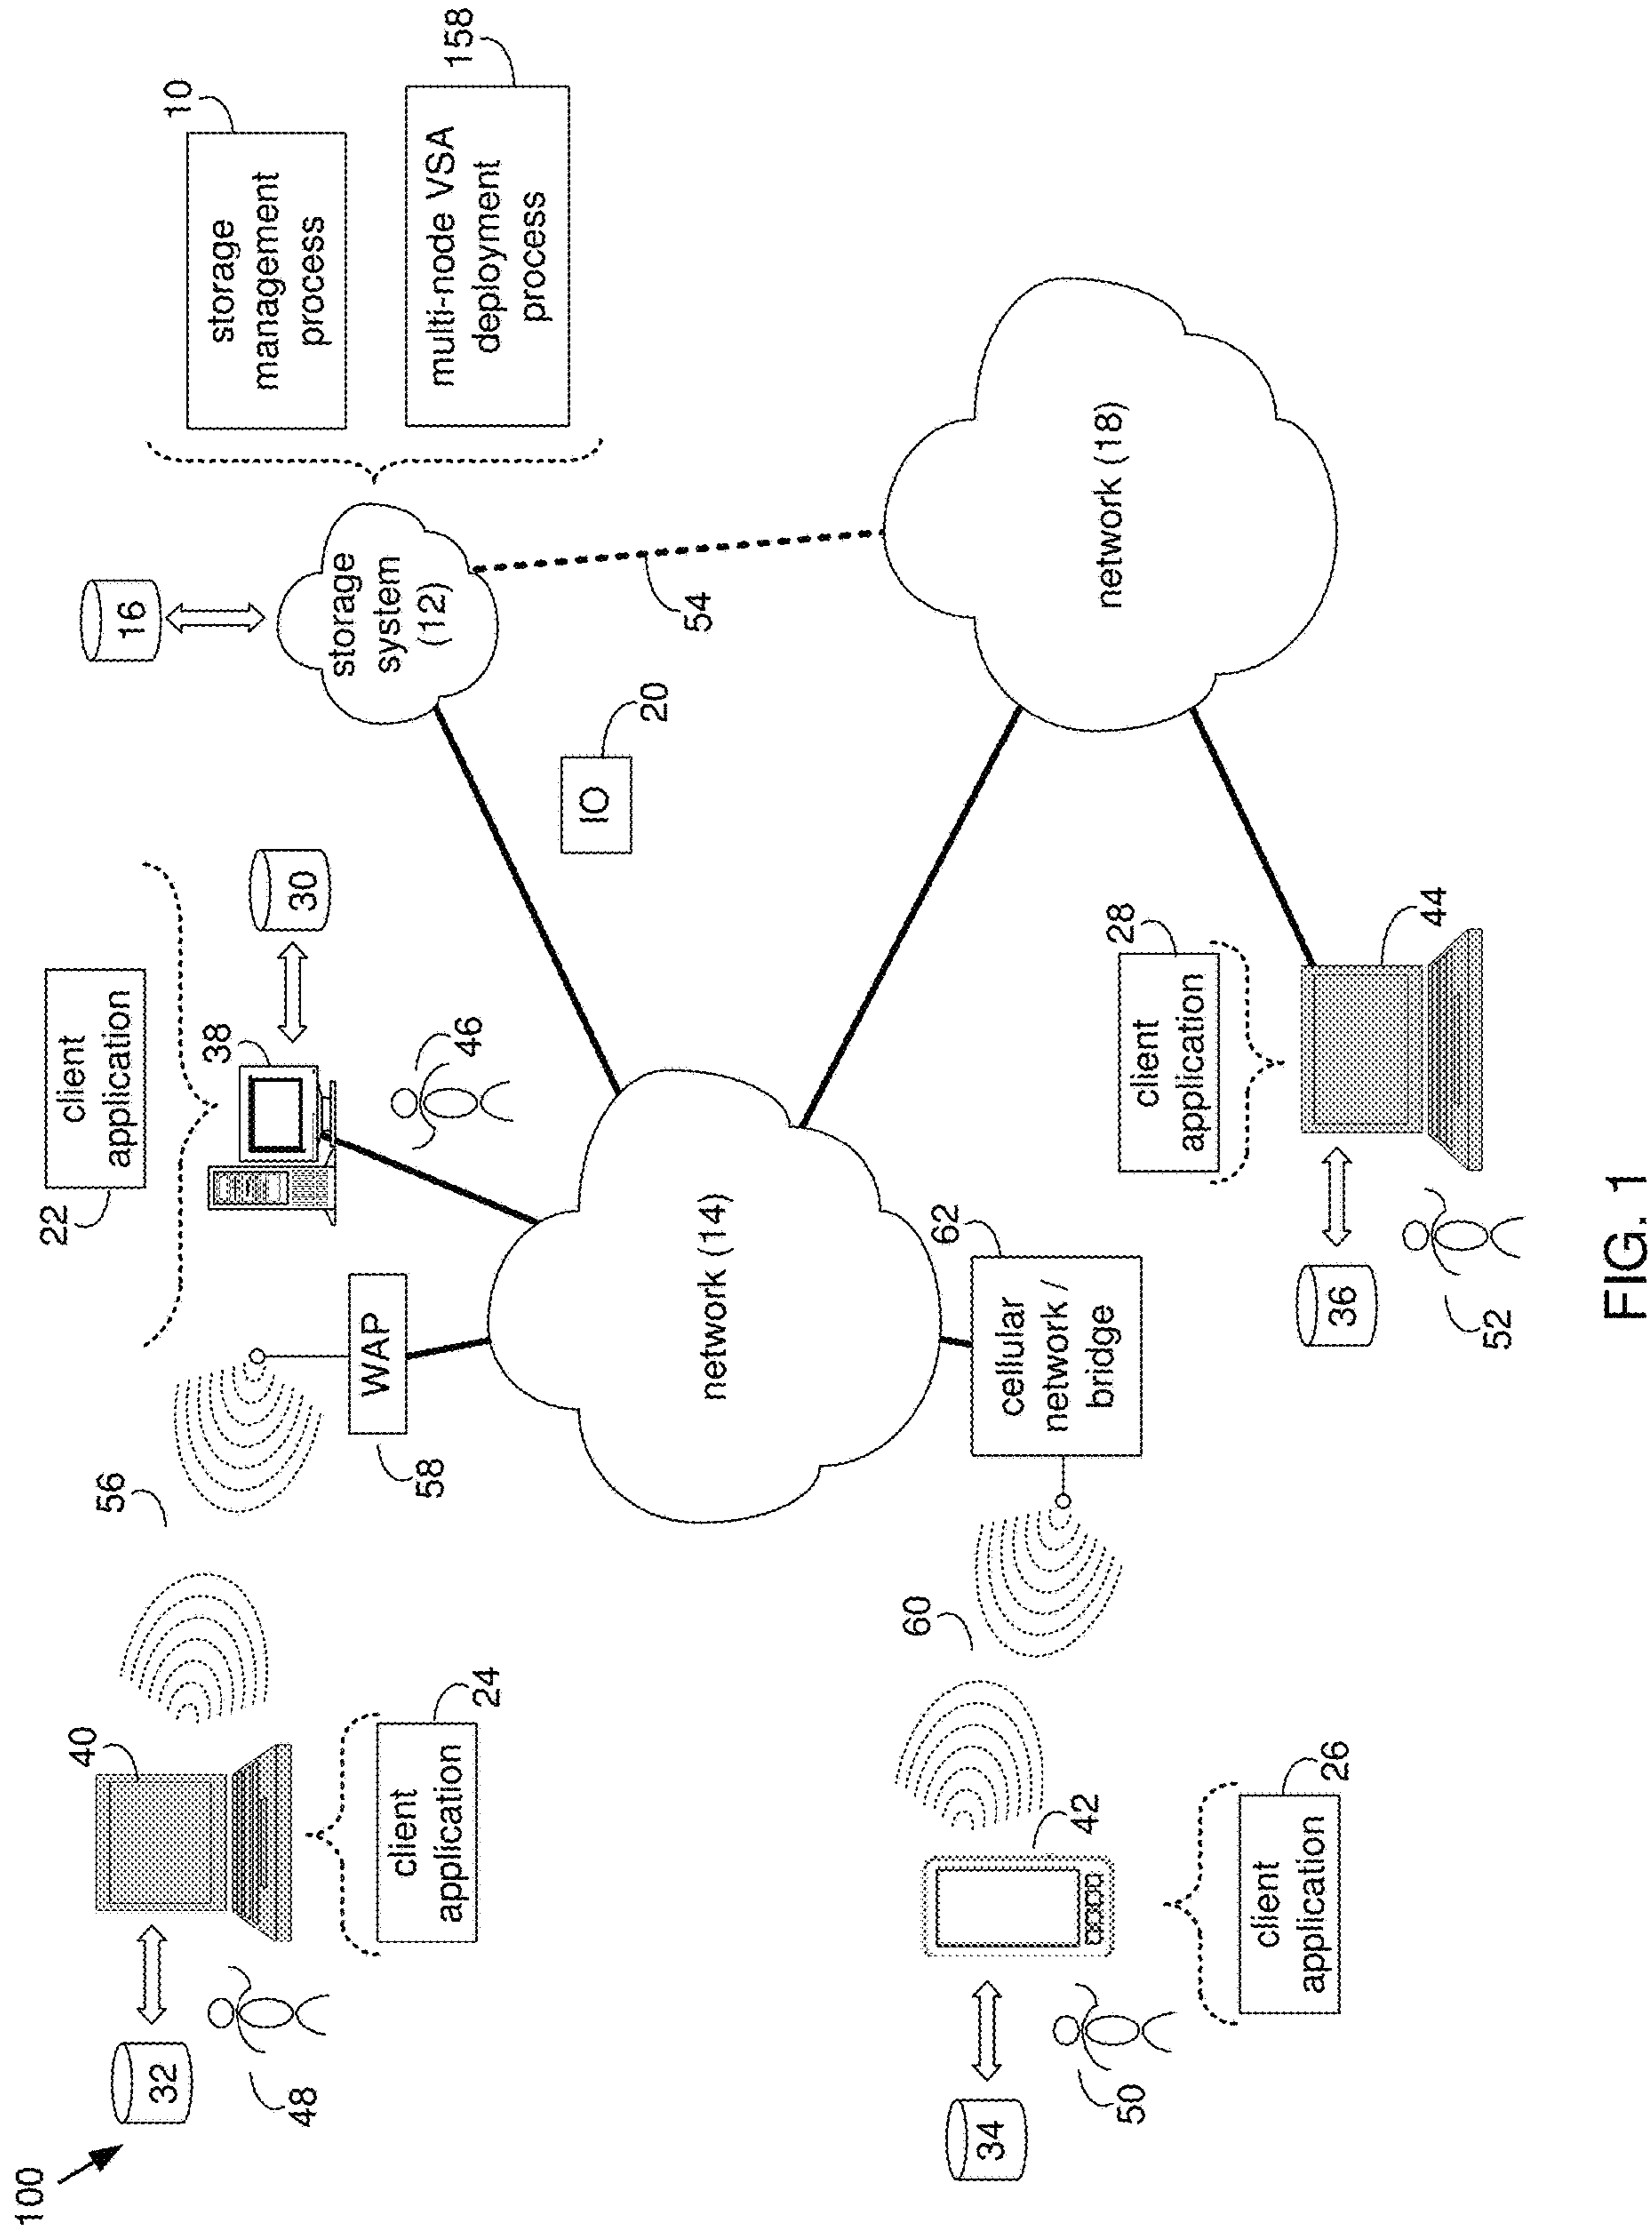 100
32
48
40
client
application
24
56
58
WAP
22
client
application
38
30
46
16
storage
system
(12)
10
storage
management
process
158
multi-node VSA
deployment
process
IO
20
54
network (14)
network (18)
34
50
42
client
application
26
60
62
cellular
network /
bridge
client
application
28
36
52
44
FIG. 1